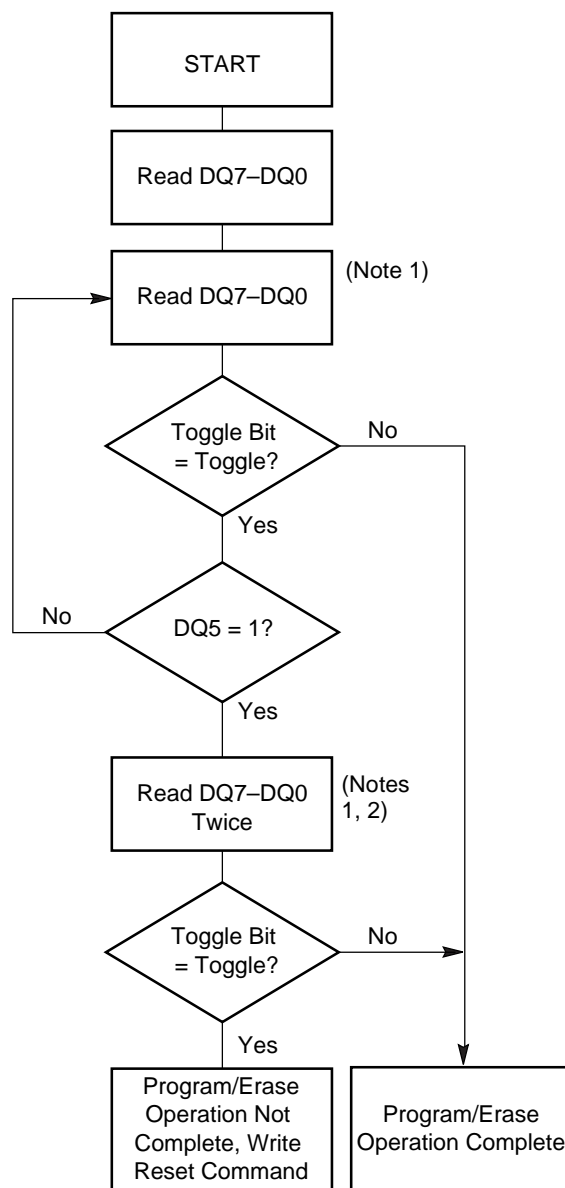 START
Read DQ7–DQ0
Read DQ7–DQ0
(Note 1)
Toggle Bit
= Toggle?
No
Yes
DQ5 = 1?
No
Yes
Read DQ7–DQ0
Twice
(Notes
1, 2)
Toggle Bit
= Toggle?
No
Yes
Program/Erase
Operation Not
Complete, Write
Reset Command
Program/Erase
Operation Complete